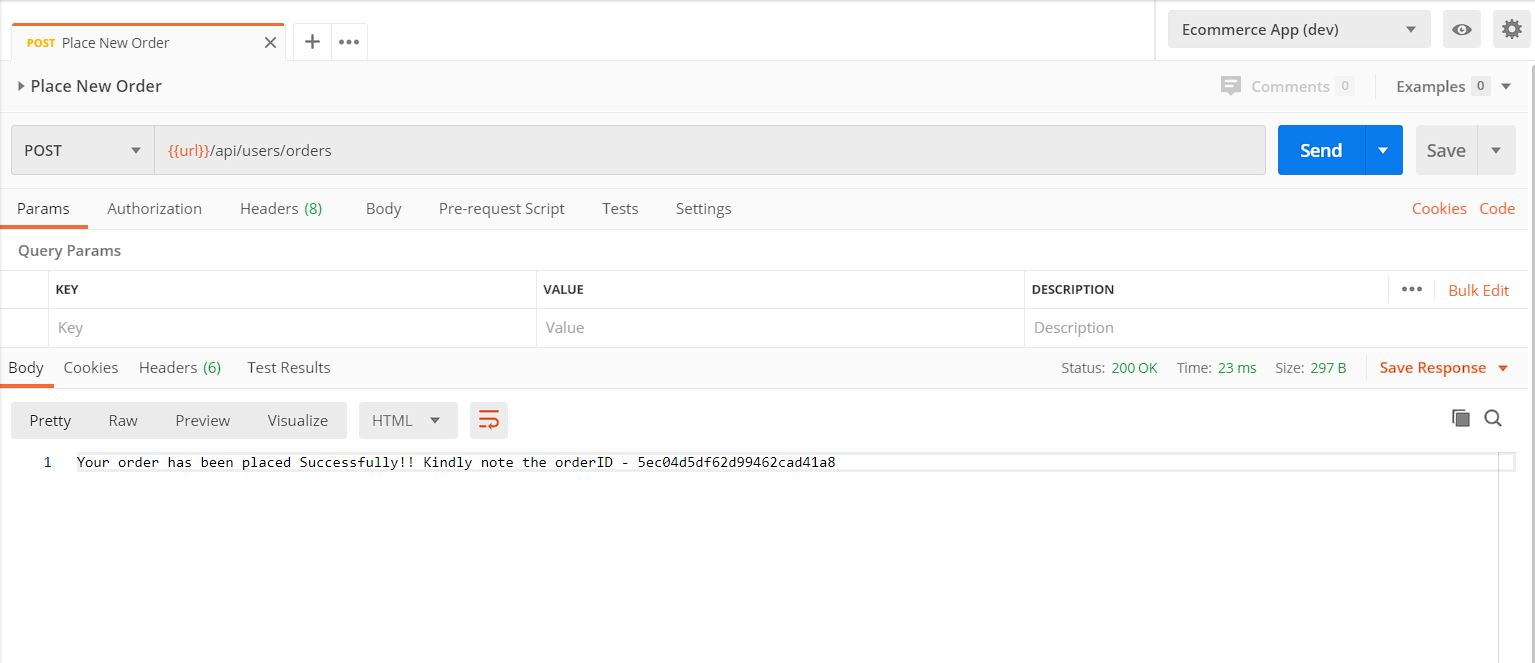 POST Place New Order
Ecommerce App (dev)
Place New Order
Comments 0 Examples 0
POST {{url}}/api/users/orders Send Save
Params Authorization Headers (8) Body Pre-request Script Tests Settings Cookies Code
Query Params
KEY VALUE DESCRIPTION Bulk Edit
Key Value Description
Body Cookies Headers (6) Test Results Status: 200 OK Time: 23 ms Size: 297 B Save Response
Pretty Raw Preview Visualize HTML
1 Your order has been placed Successfully!! Kindly note the orderID - 5ec04d5df62d99462cad41a8